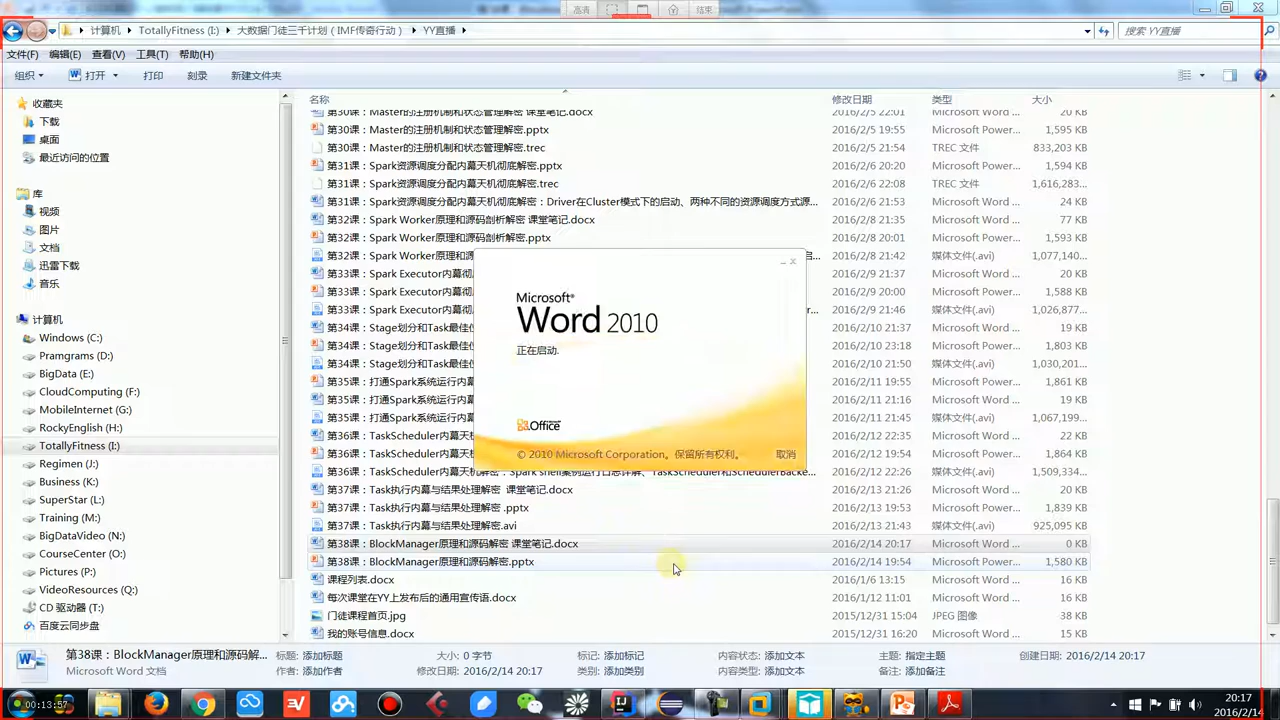 高清
结束
计算机 TotallyFitness (I:) 大数据门徒三千计划（IMF传奇行动） YY直播
搜索 YY直播
文件(F) 编辑(E) 查看(V) 工具(T) 帮助(H)
组织 打开 打印 刻录 新建文件夹
名称 修改日期 类型 大小
收藏夹
下载
桌面
最近访问的位置
库
视频
图片
文档
迅雷下载
音乐
计算机
Windows (C:)
Pramgrams (D:)
BigData (E:)
CloudComputing (F:)
MobileInternet (G:)
RockyEnglish (H:)
TotallyFitness (I:)
Regimen (J:)
Business (K:)
SuperStar (L:)
Training (M:)
BigDataVideo (N:)
CourseCenter (O:)
Pictures (P:)
VideoResources (Q:)
CD 驱动器 (T:)
百度云同步盘
第30课：Master的注册机制和状态管理解密 课堂笔记.docx 2016/2/5 22:01 Microsoft Word ... 20 KB
第30课：Master的注册机制和状态管理解密.pptx 2016/2/5 19:55 Microsoft Power... 1,595 KB
第30课：Master的注册机制和状态管理解密.trec 2016/2/5 21:54 TREC 文件 833,203 KB
第31课：Spark资源调度分配内幕天机彻底解密.pptx 2016/2/6 20:20 Microsoft Power... 1,594 KB
第31课：Spark资源调度分配内幕天机彻底解密.trec 2016/2/6 22:08 TREC 文件 1,616,283...
第31课：Spark资源调度分配内幕天机彻底解密：Driver在Cluster模式下的启动、两种不同的资源调度方式源... 2016/2/6 21:53 Microsoft Word ... 24 KB
第32课：Spark Worker原理和源码剖析解密 课堂笔记.docx 2016/2/8 21:35 Microsoft Word ... 77 KB
第32课：Spark Worker原理和源码剖析解密.pptx 2016/2/8 20:01 Microsoft Power... 1,593 KB
第32课：Spark Worker 2016/2/8 21:42 媒体文件(.avi) 1,077,140...
第33课：Spark Executor内幕彻 2016/2/9 21:37 Microsoft Word ... 20 KB
第33课：Spark Executor内幕彻 2016/2/9 20:00 Microsoft Power... 1,588 KB
第33课：Spark Executor内幕彻 r... 2016/2/9 21:46 媒体文件(.avi) 1,026,877...
第34课：Stage划分和Task最佳 2016/2/10 21:37 Microsoft Word ... 19 KB
第34课：Stage划分和Task最佳 2016/2/10 23:18 Microsoft Power... 1,803 KB
第34课：Stage划分和Task最佳 2016/2/10 21:50 媒体文件(.avi) 1,030,201...
第35课：打通Spark系统运行内幕 2016/2/11 19:55 Microsoft Power... 1,861 KB
第35课：打通Spark系统运行内幕 2016/2/11 21:16 Microsoft Word ... 19 KB
第35课：打通Spark系统运行内幕 2016/2/11 21:45 媒体文件(.avi) 1,067,199...
第36课：TaskScheduler内幕天机 2016/2/12 22:35 Microsoft Word ... 22 KB
第36课：TaskScheduler内幕天机 2016/2/12 19:54 Microsoft Power... 1,864 KB
第36课：TaskScheduler内幕天机 Spark shell案例运行日志详解、TaskScheduler和SchedulerBacke... 2016/2/12 22:26 媒体文件(.avi) 1,509,334...
第37课：Task执行内幕与结果处理解密 课堂笔记.docx 2016/2/13 21:26 Microsoft Word ... 20 KB
第37课：Task执行内幕与结果处理解密 .pptx 2016/2/13 19:53 Microsoft Power... 1,839 KB
第37课：Task执行内幕与结果处理解密.avi 2016/2/13 21:43 媒体文件(.avi) 925,095 KB
第38课：BlockManager原理和源码解密 课堂笔记.docx 2016/2/14 20:17 Microsoft Word ... 0 KB
第38课：BlockManager原理和源码解密.pptx 2016/2/14 19:54 Microsoft Power... 1,580 KB
课程列表.docx 2016/1/6 13:15 Microsoft Word ... 16 KB
每次课堂在YY上发布后的通用宣传语.docx 2016/1/12 11:01 Microsoft Word ... 16 KB
门徒课程首页.jpg 2015/12/31 15:04 JPEG 图像 38 KB
我的账号信息.docx 2015/12/31 16:20 Microsoft Word ... 15 KB
Microsoft®
Word 2010
正在启动.
Office
© 2010 Microsoft Corporation。保留所有权利。 取消
第38课：BlockManager原理和源码解... 标题: 添加标题 大小: 0 字节 标记: 添加标记 内容状态: 添加文本 主题: 指定主题 创建日期: 2016/2/14 20:17
Microsoft Word 文档 作者: 添加作者 修改日期: 2016/2/14 20:17 类别: 添加类别 内容类型: 添加文本 备注: 添加备注
00:13:57
20:17
2016/2/14